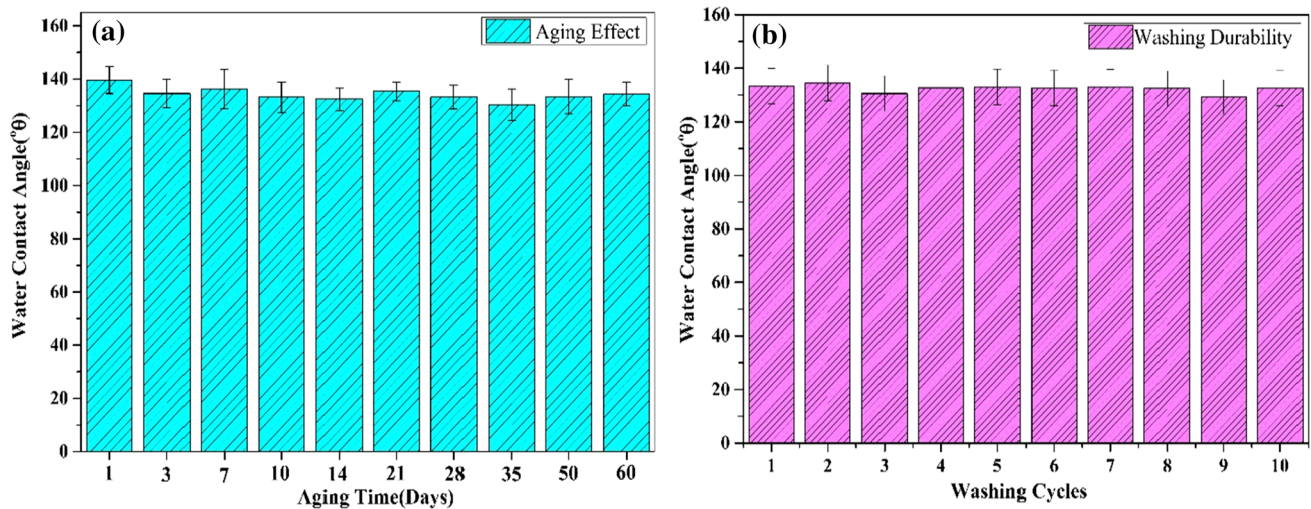 (a)
Aging Effect
Water Contact Angle(°θ)
160
140
120
100
80
60
40
20
0
1 3 7 10 14 21 28 35 50 60
Aging Time(Days)
(b)
Washing Durability
Water Contact Angle(°θ)
160
140
120
100
80
60
40
20
0
1 2 3 4 5 6 7 8 9 10
Washing Cycles